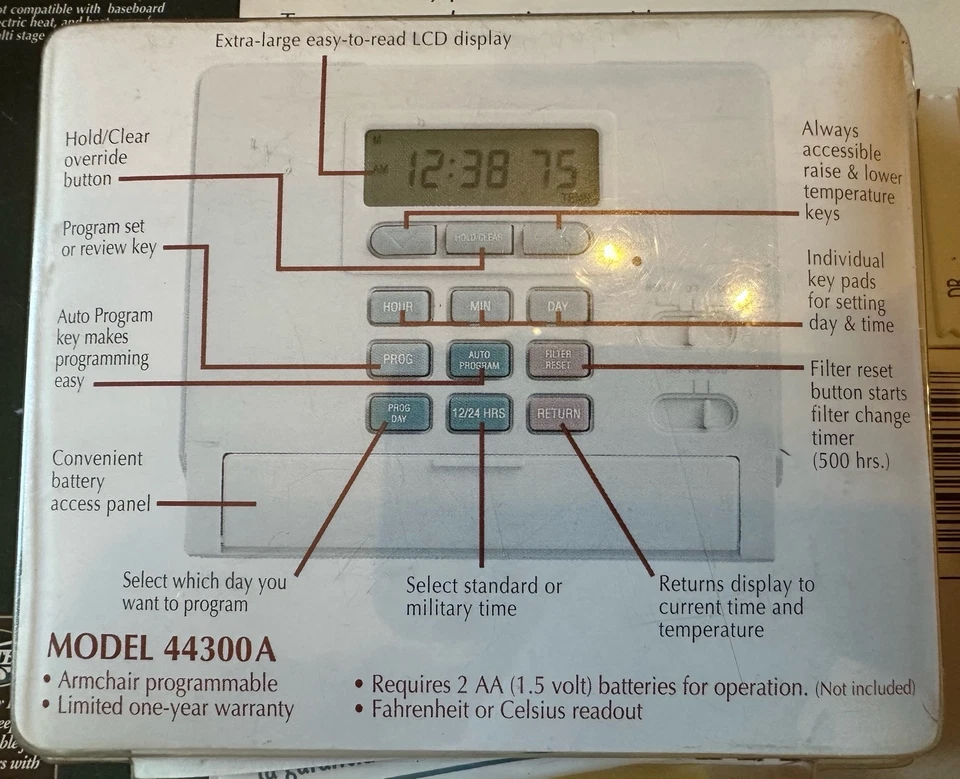 ot compatible with baseboard
ectric heat, and heat
ulti stage
Extra-large easy-to-read LCD display
Hold/Clear
override
button
Program set
or review key
Auto Program
key makes
programming
easy
Convenient
battery
access panel
M
AM 12:38 75
TEMP
HOLD/CLEAR
HOUR MIN DAY
PROG AUTO PROGRAM FILTER RESET
PROG DAY 12/24 HRS RETURN
Always
accessible
raise & lower
temperature
keys
Individual
key pads
for setting
day & time
Filter reset
button starts
filter change
timer
(500 hrs.)
Select which day you
want to program
Select standard or
military time
Returns display to
current time and
temperature
MODEL 44300A
• Armchair programmable
• Limited one-year warranty
• Requires 2 AA (1.5 volt) batteries for operation. (Not included)
• Fahrenheit or Celsius readout
s with